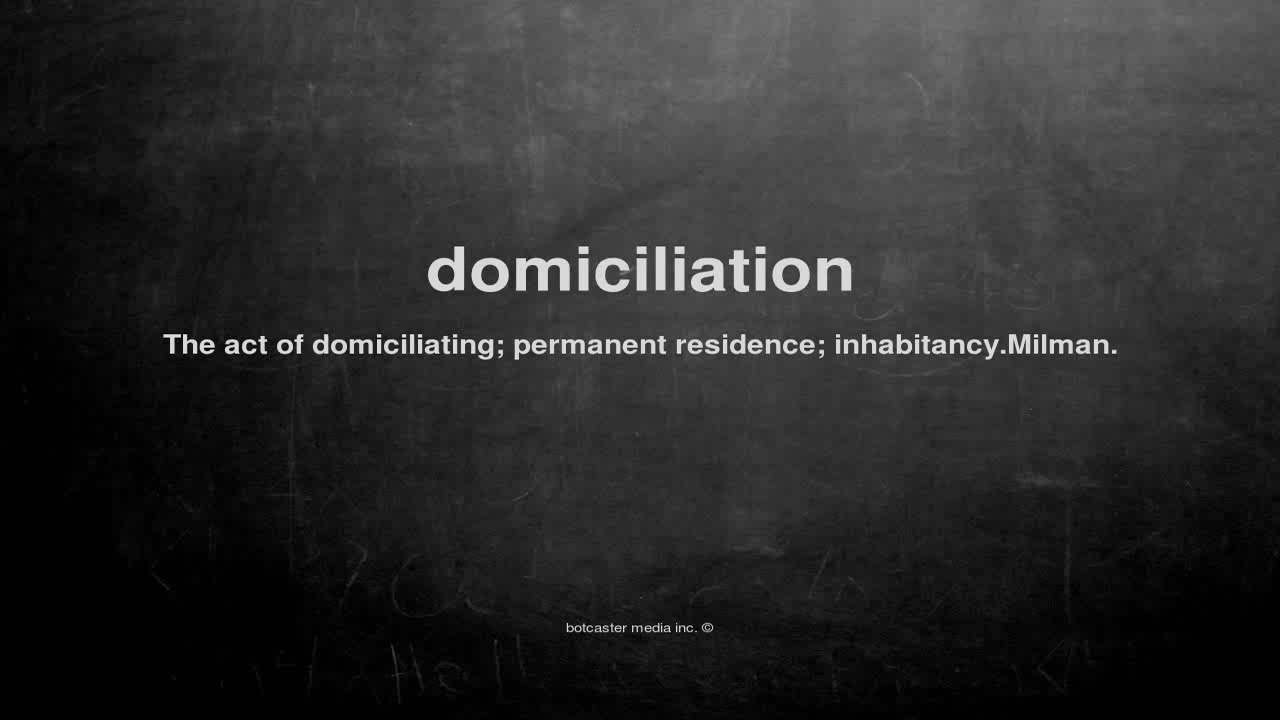 domiciliation
The act of domiciliating; permanent residence; inhabitancy.Milman.
botcaster media inc. ©